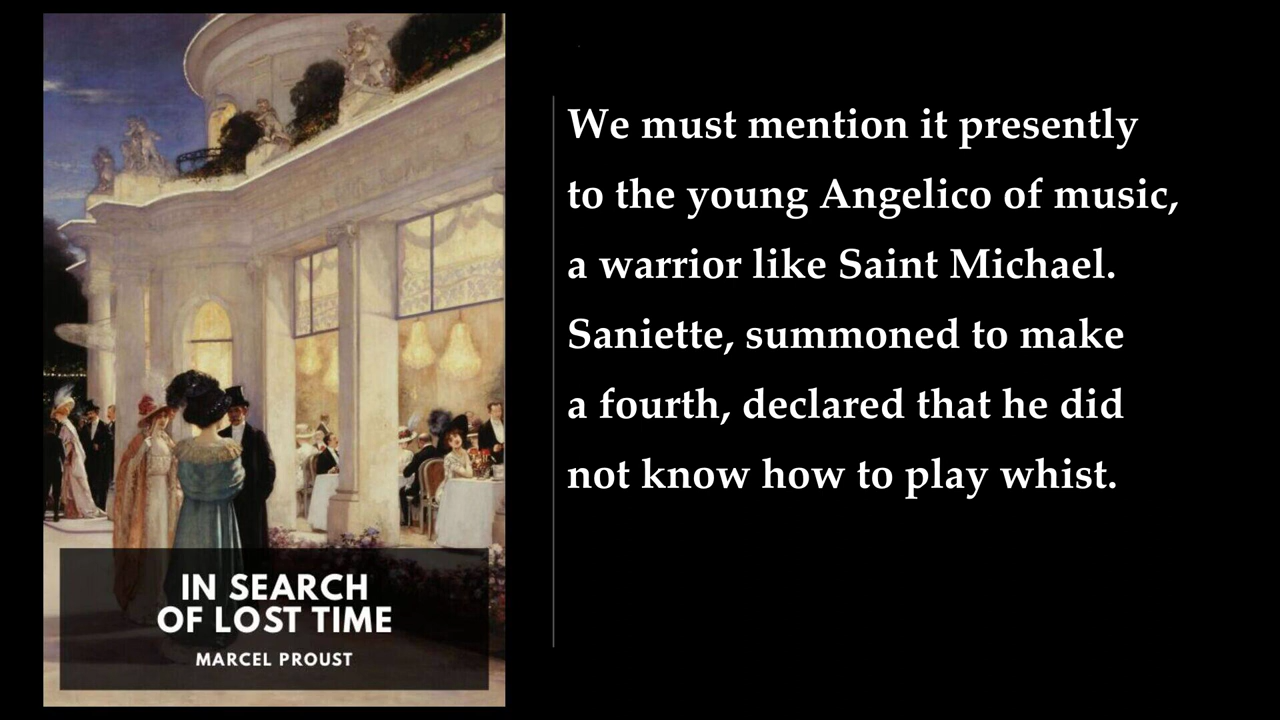 We must mention it presently
to the young Angelico of music,
a warrior like Saint Michael.
Saniette, summoned to make
a fourth, declared that he did
not know how to play whist.
IN SEARCH
OF LOST TIME
MARCEL PROUST